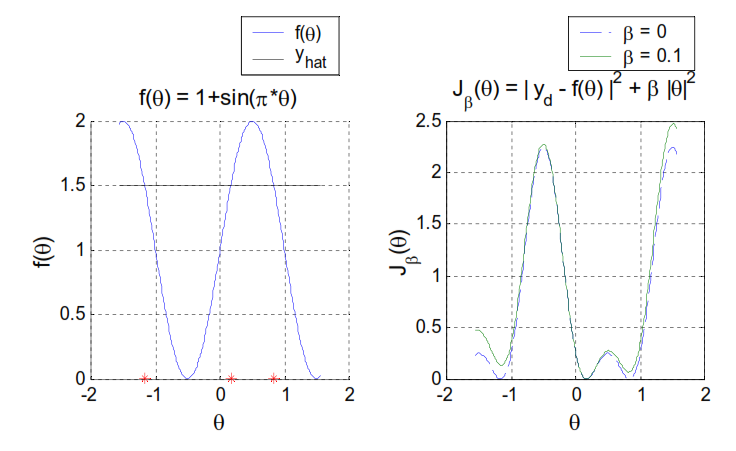 f(θ)
y_hat
f(θ) = 1+sin(π*θ)
2
1.5
1
0.5
0
-2 -1 0 1 2
f(θ)
θ
β = 0
β = 0.1
J_β(θ) = | y_d - f(θ) |^2 + β |θ|^2
2.5
2
1.5
1
0.5
0
-2 -1 0 1 2
J_β(θ)
θ